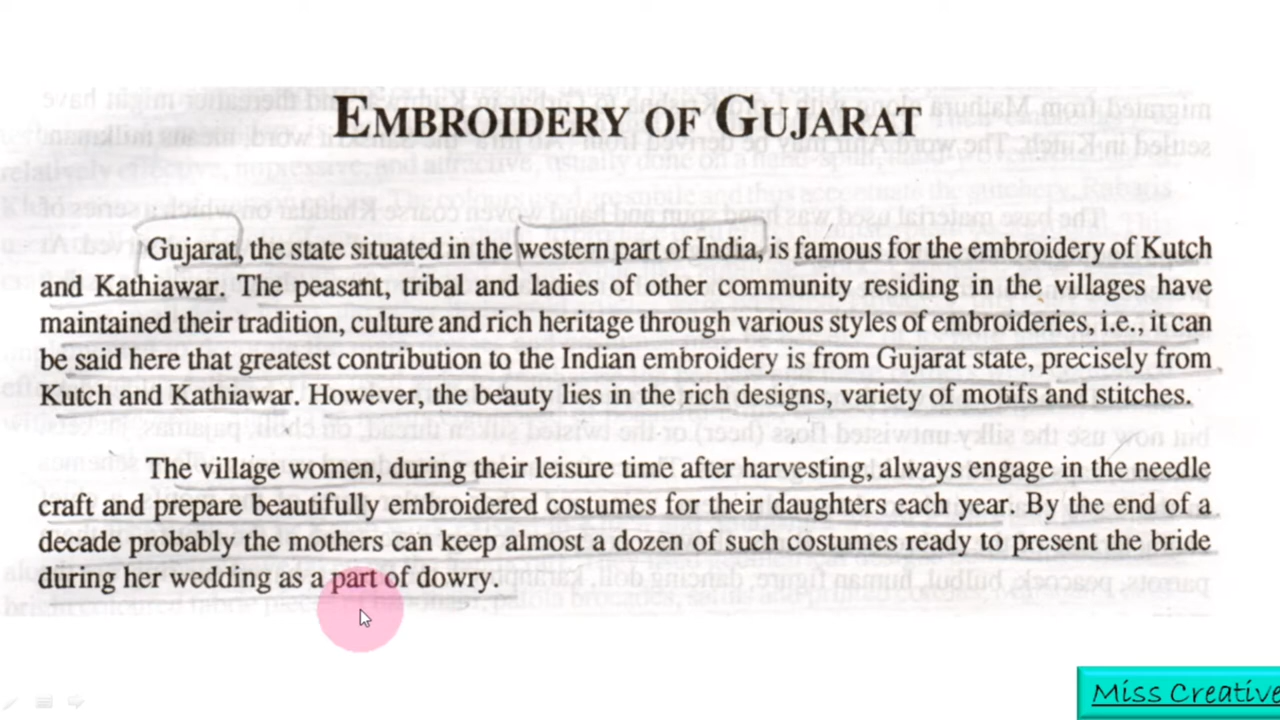 EMBROIDERY OF GUJARAT
Gujarat, the state situated in the western part of India, is famous for the embroidery of Kutch
and Kathiawar. The peasant, tribal and ladies of other community residing in the villages have
maintained their tradition, culture and rich heritage through various styles of embroideries, i.e., it can
be said here that greatest contribution to the Indian embroidery is from Gujarat state, precisely from
Kutch and Kathiawar. However, the beauty lies in the rich designs, variety of motifs and stitches.
The village women, during their leisure time after harvesting, always engage in the needle
craft and prepare beautifully embroidered costumes for their daughters each year. By the end of a
decade probably the mothers can keep almost a dozen of such costumes ready to present the bride
during her wedding as a part of dowry.
Miss Creative